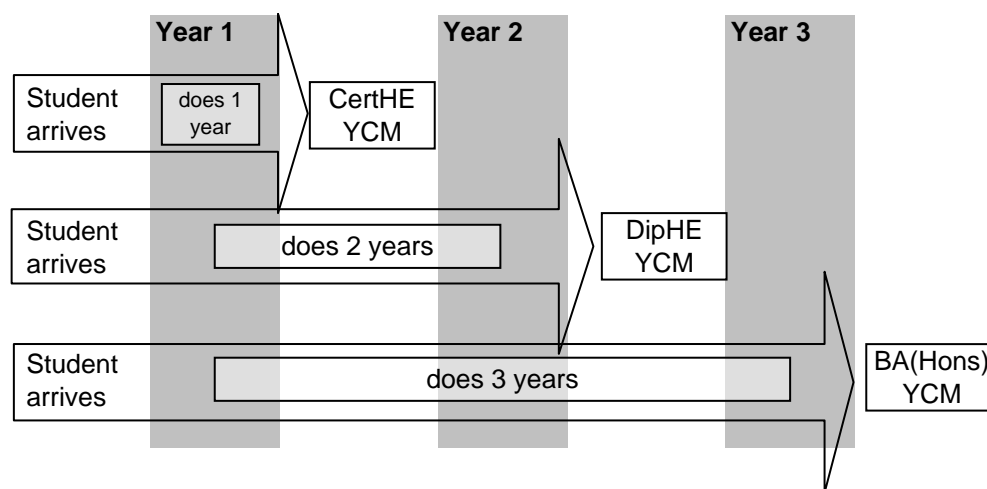 Year 1
Year 2
Year 3
Student
arrives
does 1
year
CertHE
YCM
Student
arrives
does 2 years
DipHE
YCM
Student
arrives
does 3 years
BA(Hons)
YCM